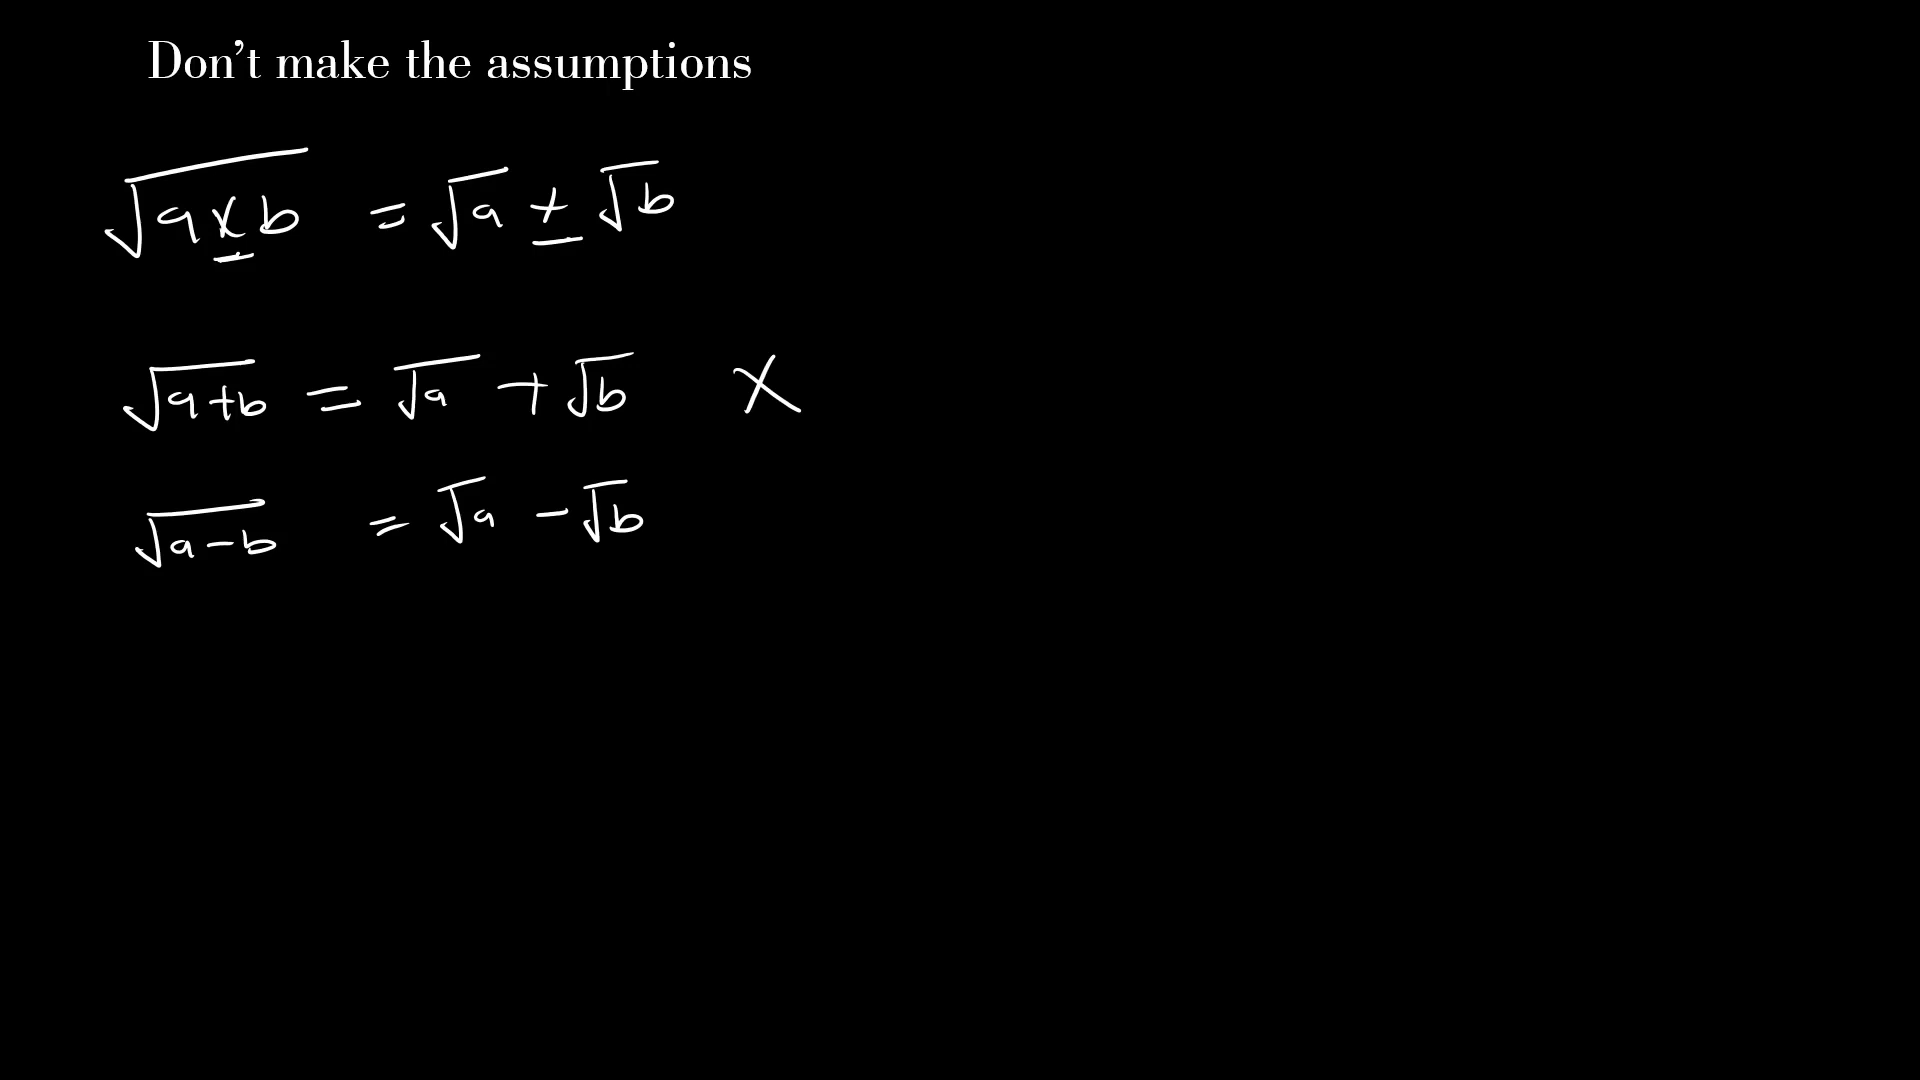 Don’t make the assumptions
√(a×b) = √a × √b
√(a+b) = √a + √b X
√(a-b) = √a - √b